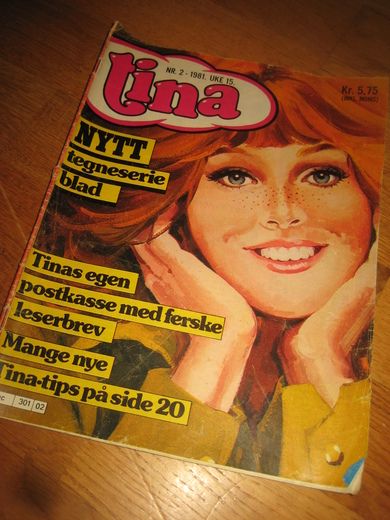 NR. 2 - 1981. UKE 15.
tina
Kr. 5,75
(INKL. MOMS)
NYTT
tegneserie
blad
Tinas egen
postkasse med ferske
leserbrev
Mange nye
Tina-tips på side 20
301 02